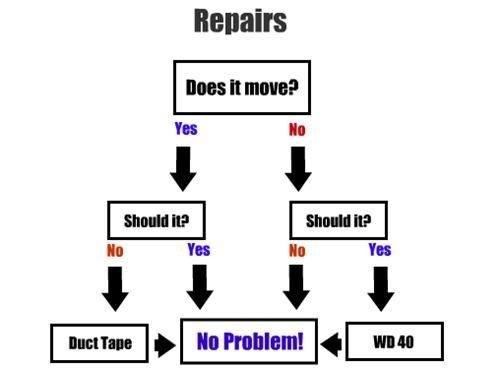 Repairs
Does it move?
Yes No
Should it? Should it?
No Yes No Yes
Duct Tape No Problem! WD 40